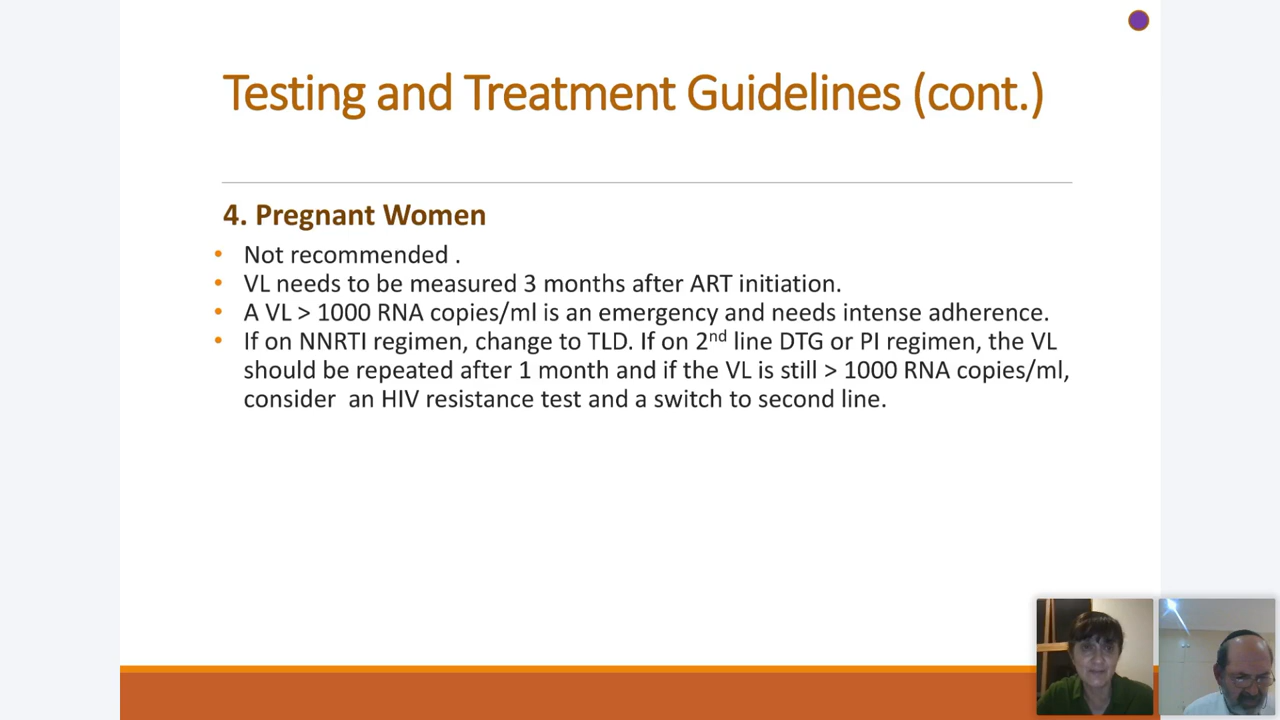 Testing and Treatment Guidelines (cont.)
4. Pregnant Women
• Not recommended .
• VL needs to be measured 3 months after ART initiation.
• A VL > 1000 RNA copies/ml is an emergency and needs intense adherence.
• If on NNRTI regimen, change to TLD. If on 2nd line DTG or PI regimen, the VL
should be repeated after 1 month and if the VL is still > 1000 RNA copies/ml,
consider an HIV resistance test and a switch to second line.